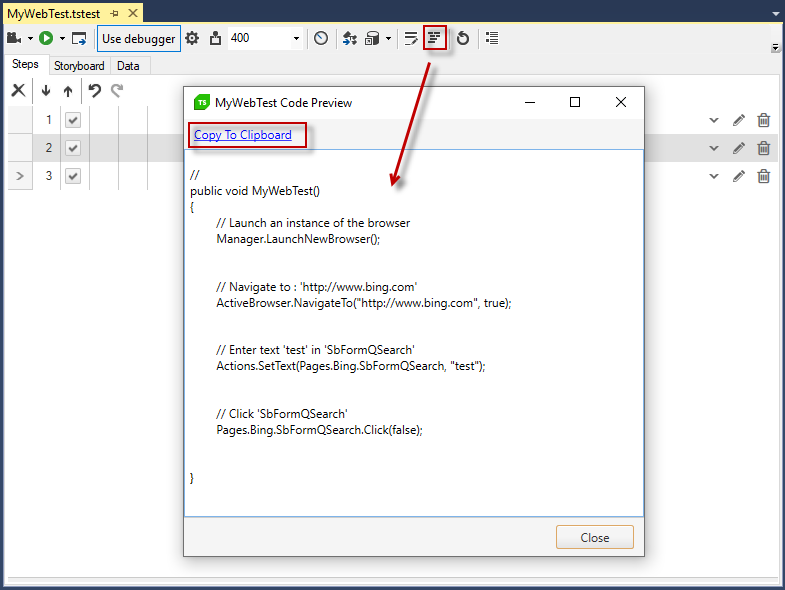 MyWebTest.tstest
Use debugger
400
Steps Storyboard Data
1
2
3
TS MyWebTest Code Preview
Copy To Clipboard
//
public void MyWebTest()
{
// Launch an instance of the browser
Manager.LaunchNewBrowser();
// Navigate to : 'http://www.bing.com'
ActiveBrowser.NavigateTo("http://www.bing.com", true);
// Enter text 'test' in 'SbFormQSearch'
Actions.SetText(Pages.Bing.SbFormQSearch, "test");
// Click 'SbFormQSearch'
Pages.Bing.SbFormQSearch.Click(false);
}
Close